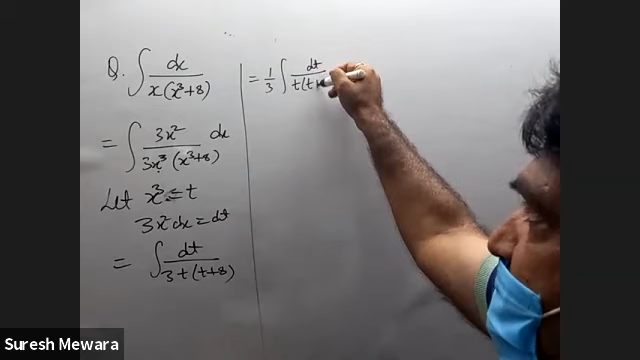 Q. ∫ dx / x(x³+8)
= ∫ 3x² / 3x³(x³+8) dx
Let x³ = t
3x² dx = dt
= ∫ dt / 3t(t+8)
= 1/3 ∫ dt / t(t+
Suresh Mewara